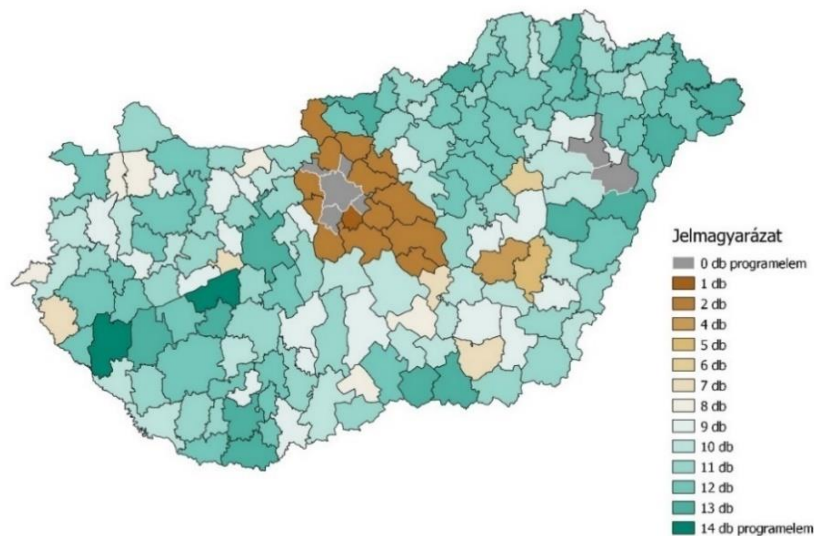 Jelmagyarázat
0 db programelem
1 db
2 db
4 db
5 db
6 db
7 db
8 db
9 db
10 db
11 db
12 db
13 db
14 db programelem